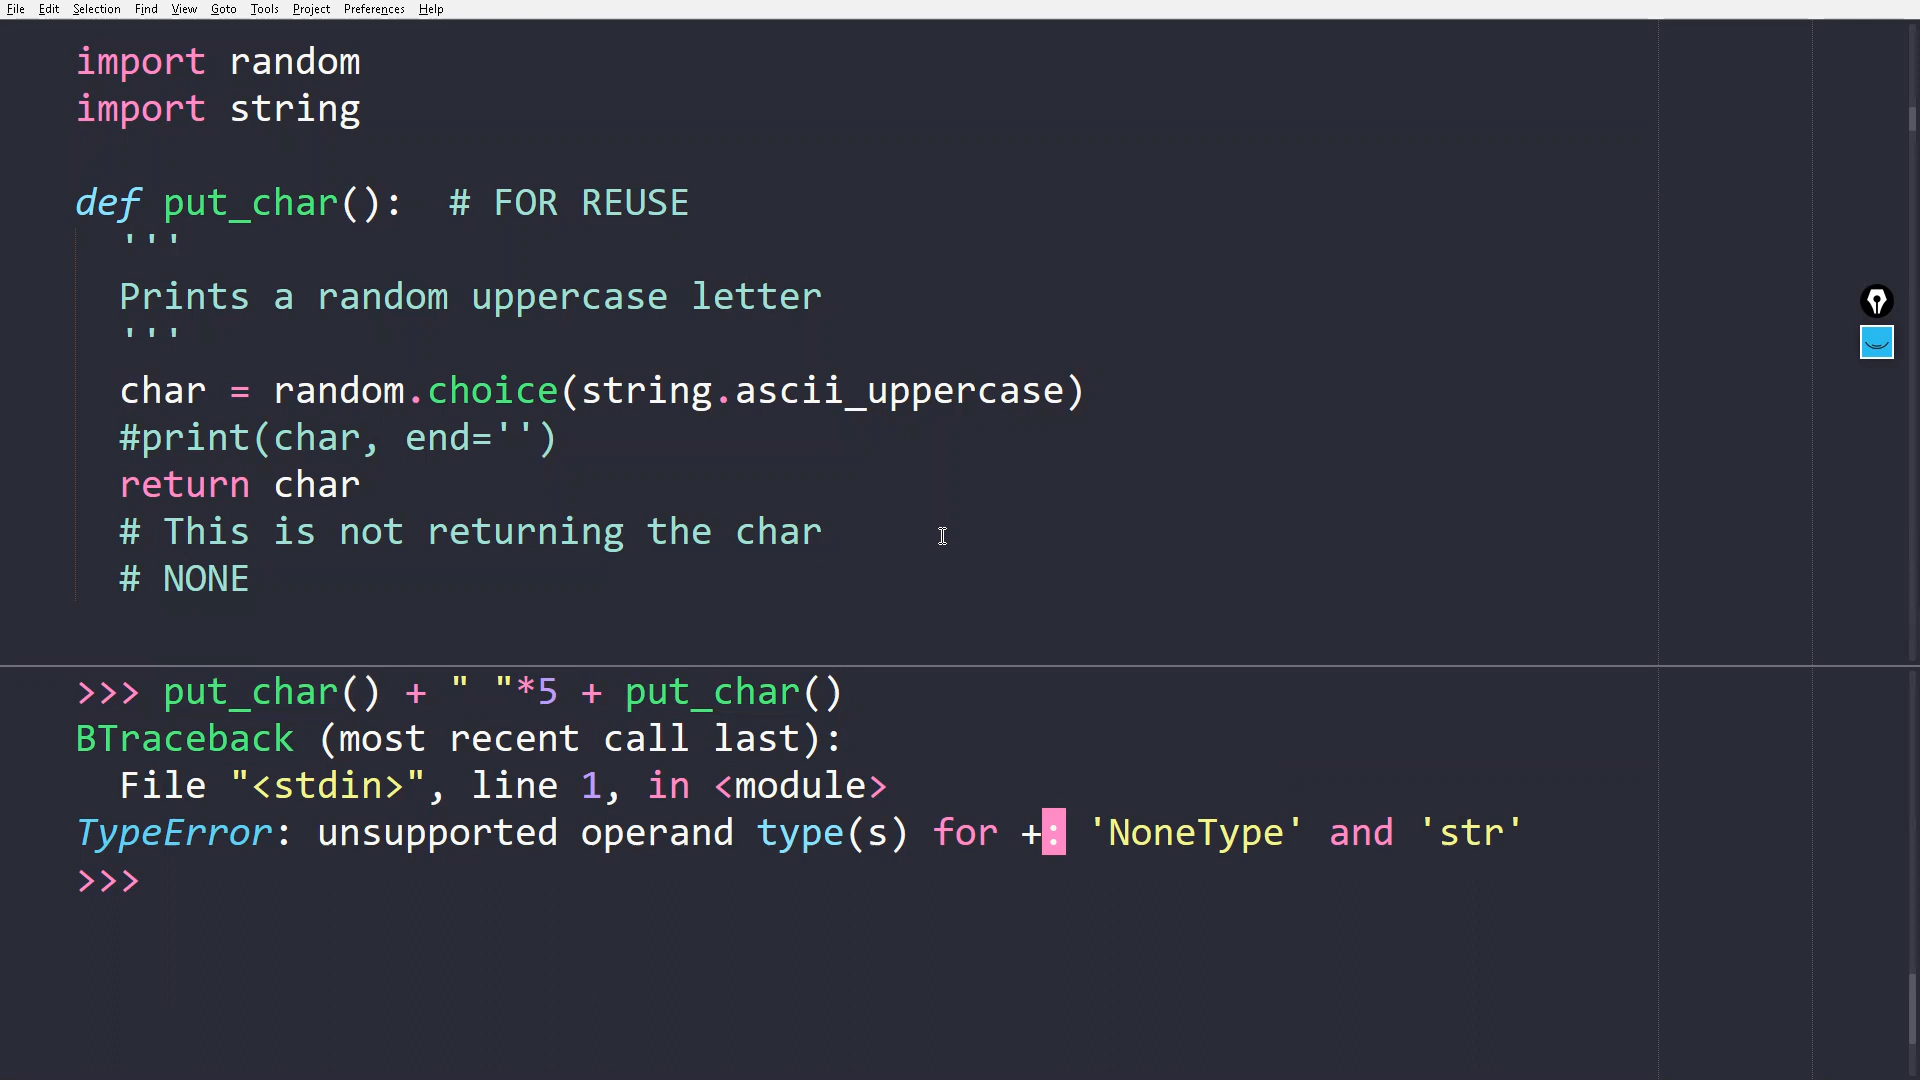 File Edit Selection Find View Goto Tools Project Preferences Help
import random
import string
def put_char():  # FOR REUSE
'''
Prints a random uppercase letter
'''
char = random.choice(string.ascii_uppercase)
#print(char, end='')
return char
# This is not returning the char
# NONE
>>> put_char() + " "*5 + put_char()
BTraceback (most recent call last):
File "<stdin>", line 1, in <module>
TypeError: unsupported operand type(s) for +: 'NoneType' and 'str'
>>>